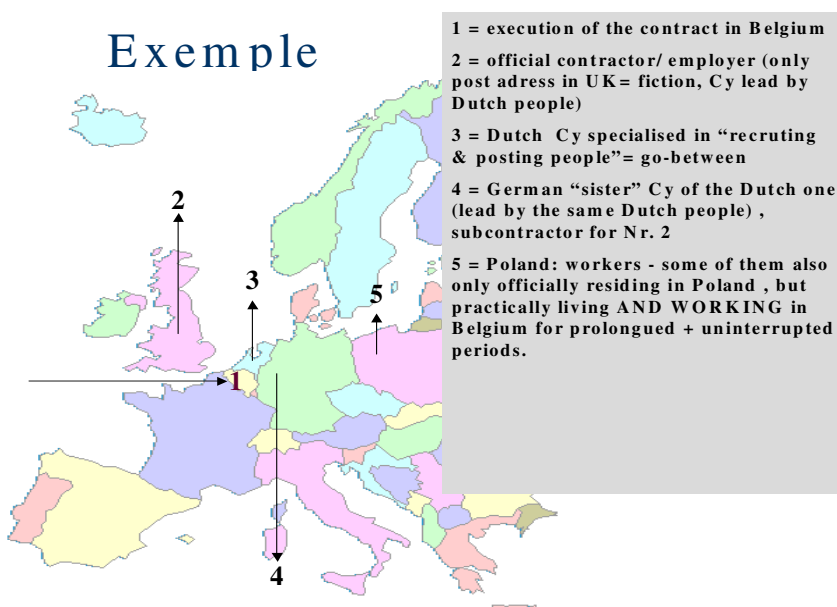 Exemple
1 = execution of the contract in Belgium
2 = official contractor/ employer (only
post adress in UK= fiction, Cy lead by
Dutch people)
3 = Dutch Cy specialised in “recruting
& posting people”= go-between
4 = German “sister” Cy of the Dutch one
(lead by the same Dutch people) ,
subcontractor for Nr. 2
5 = Poland: workers - some of them also
only officially residing in Poland , but
practically living AND WORKING in
Belgium for prolongued + uninterrupted
periods.
2
3
5
1
4